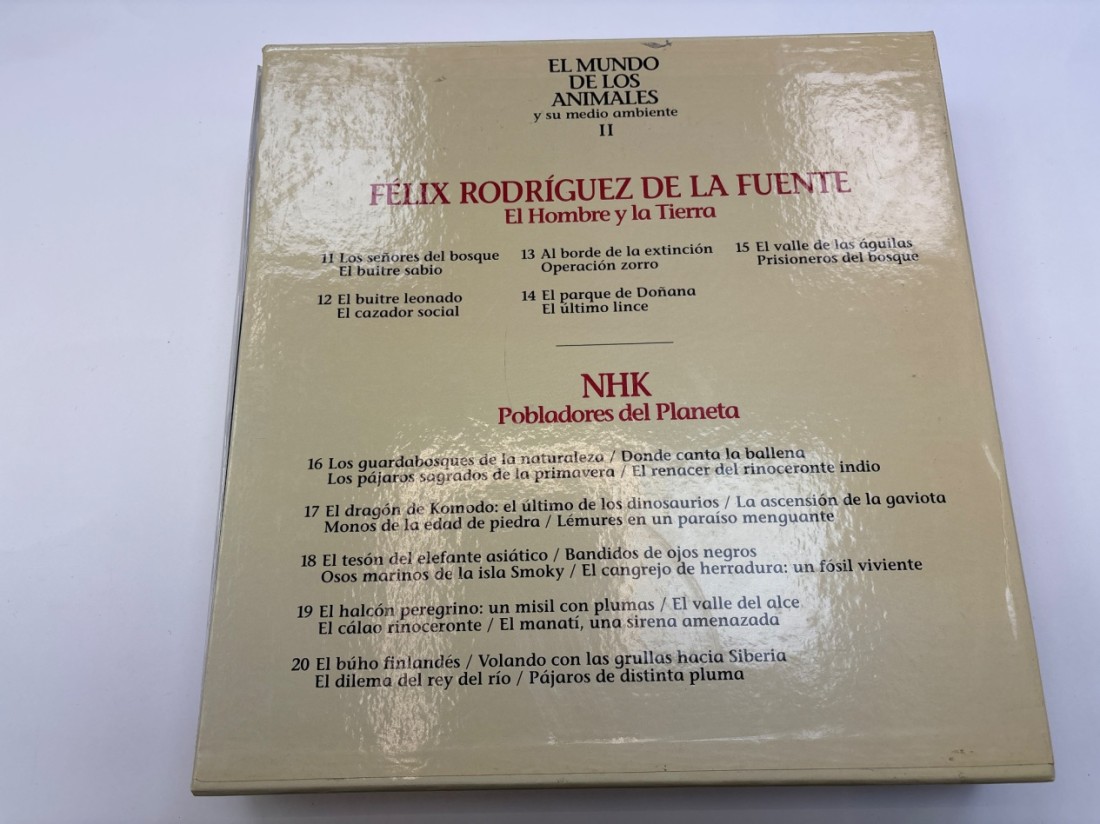 EL MUNDO
DE LOS
ANIMALES
y su medio ambiente
II
FÉLIX RODRÍGUEZ DE LA FUENTE
El Hombre y la Tierra
11 Los señores del bosque
El buitre sabio
12 El buitre leonado
El cazador social
13 Al borde de la extinción
Operación zorro
14 El parque de Doñana
El último lince
15 El valle de las águilas
Prisioneros del bosque
NHK
Pobladores del Planeta
16 Los guardabosques de la naturaleza / Donde canta la ballena
Los pájaros sagrados de la primavera / El renacer del rinoceronte indio
17 El dragón de Komodo: el último de los dinosaurios / La ascensión de la gaviota
Monos de la edad de piedra / Lémures en un paraíso menguante
18 El tesón del elefante asiático / Bandidos de ojos negros
Osos marinos de la isla Smoky / El cangrejo de herradura: un fósil viviente
19 El halcón peregrino: un misil con plumas / El valle del alce
El cálao rinoceronte / El manatí, una sirena amenazada
20 El búho finlandés / Volando con las grullas hacia Siberia
El dilema del rey del río / Pájaros de distinta pluma